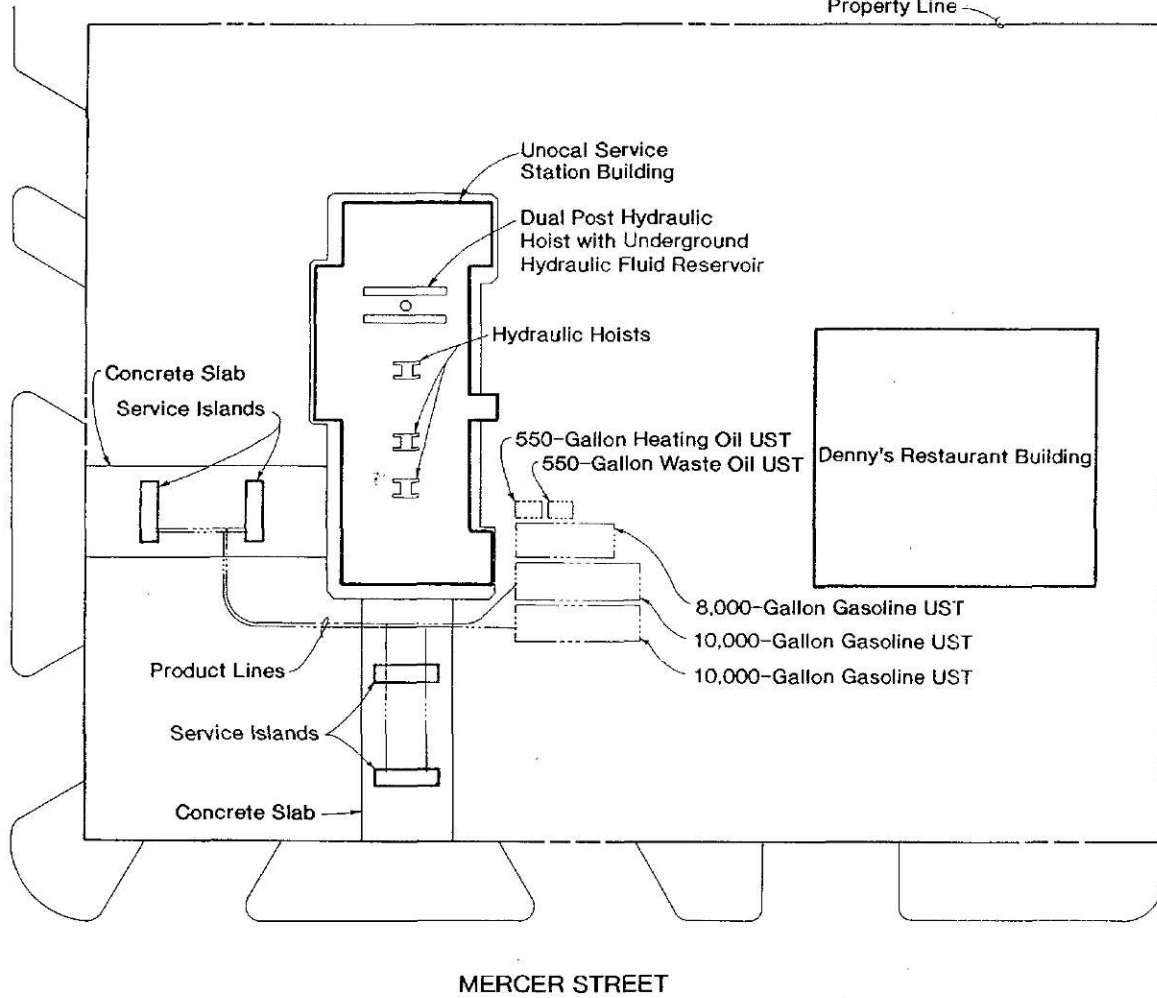 Property Line
Unocal Service
Station Building
Dual Post Hydraulic
Hoist with Underground
Hydraulic Fluid Reservoir
Hydraulic Hoists
Concrete Slab
Service Islands
550-Gallon Heating Oil UST
550-Gallon Waste Oil UST
Denny's Restaurant Building
8,000-Gallon Gasoline UST
10,000-Gallon Gasoline UST
10,000-Gallon Gasoline UST
Product Lines
Service Islands
Concrete Slab
MERCER STREET